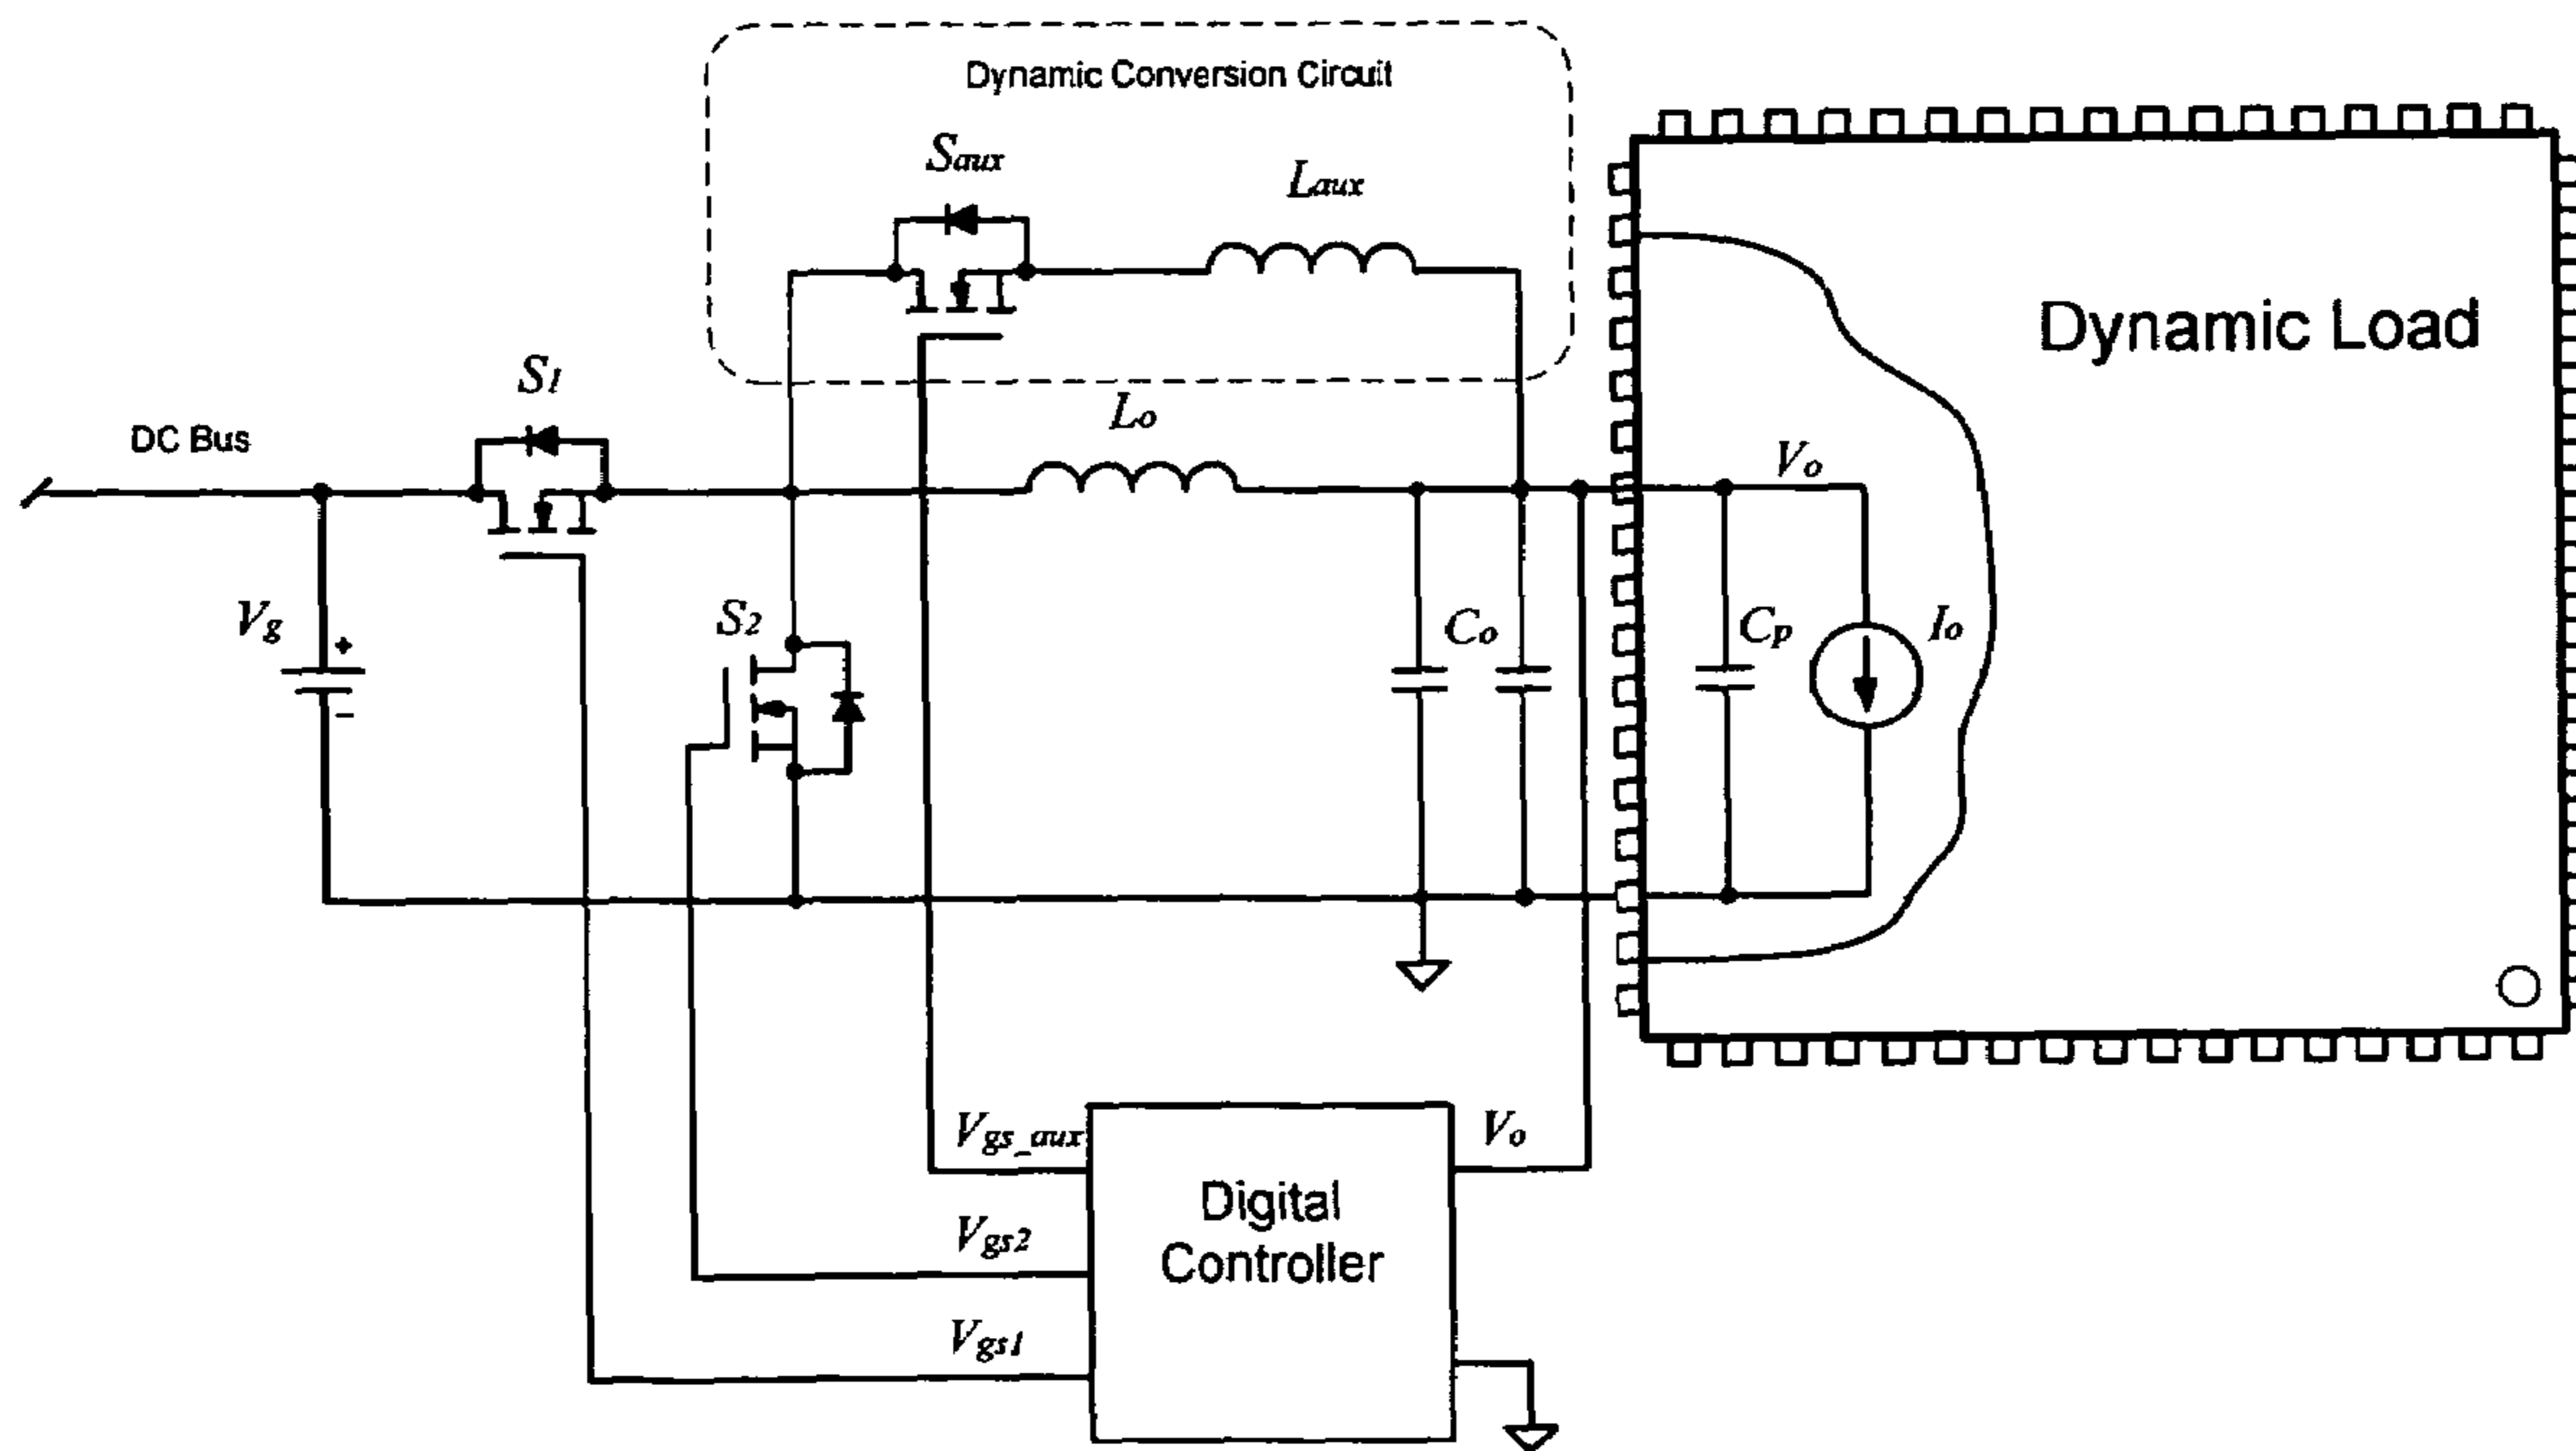 Dynamic Conversion Circuit
Saux
Laux
Dynamic Load
S1
Lo
DC Bus
Vo
Vg
+
−
S2
Co
Cp
Io
Vgs_aux
Vo
Digital
Controller
Vgs2
Vgs1